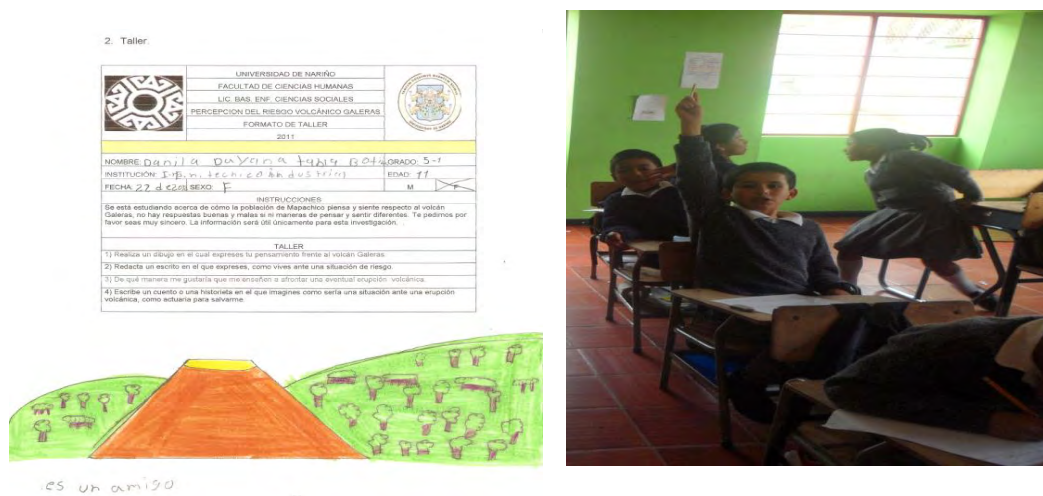 2. Taller
UNIVERSIDAD DE NARIÑO
FACULTAD DE CIENCIAS HUMANAS
LIC. BAS. ENF. CIENCIAS SOCIALES
PERCEPCION DEL RIESGO VOLCÁNICO GALERAS
FORMATO DE TALLER
2011
NOMBRE: Danila Dayana GRADO: 5-1
INSTITUCIÓN: I.p.m. tecnico industrial EDAD: 11
FECHA: 27 SEXO: F M F
INSTRUCCIONES
Se está estudiando acerca de cómo la población de Mapachico piensa y siente respecto al volcán
Galeras, no hay respuestas buenas y malas si ni maneras de pensar y sentir diferentes. Te pedimos por
favor seas muy sincero. La información será útil únicamente para esta investigación.
TALLER
1) Realiza un dibujo en el cual expreses tu pensamiento frente al volcán Galeras.
2) Redacta un escrito en el que expreses, como vives ante una situación de riesgo.
3) De qué manera me gustaría que me enseñen a afrontar una eventual erupción volcánica.
4) Escribe un cuento o una historieta en el que imagines como sería una situación ante una erupción
volcánica, como actuaría para salvarme.
es un amigo